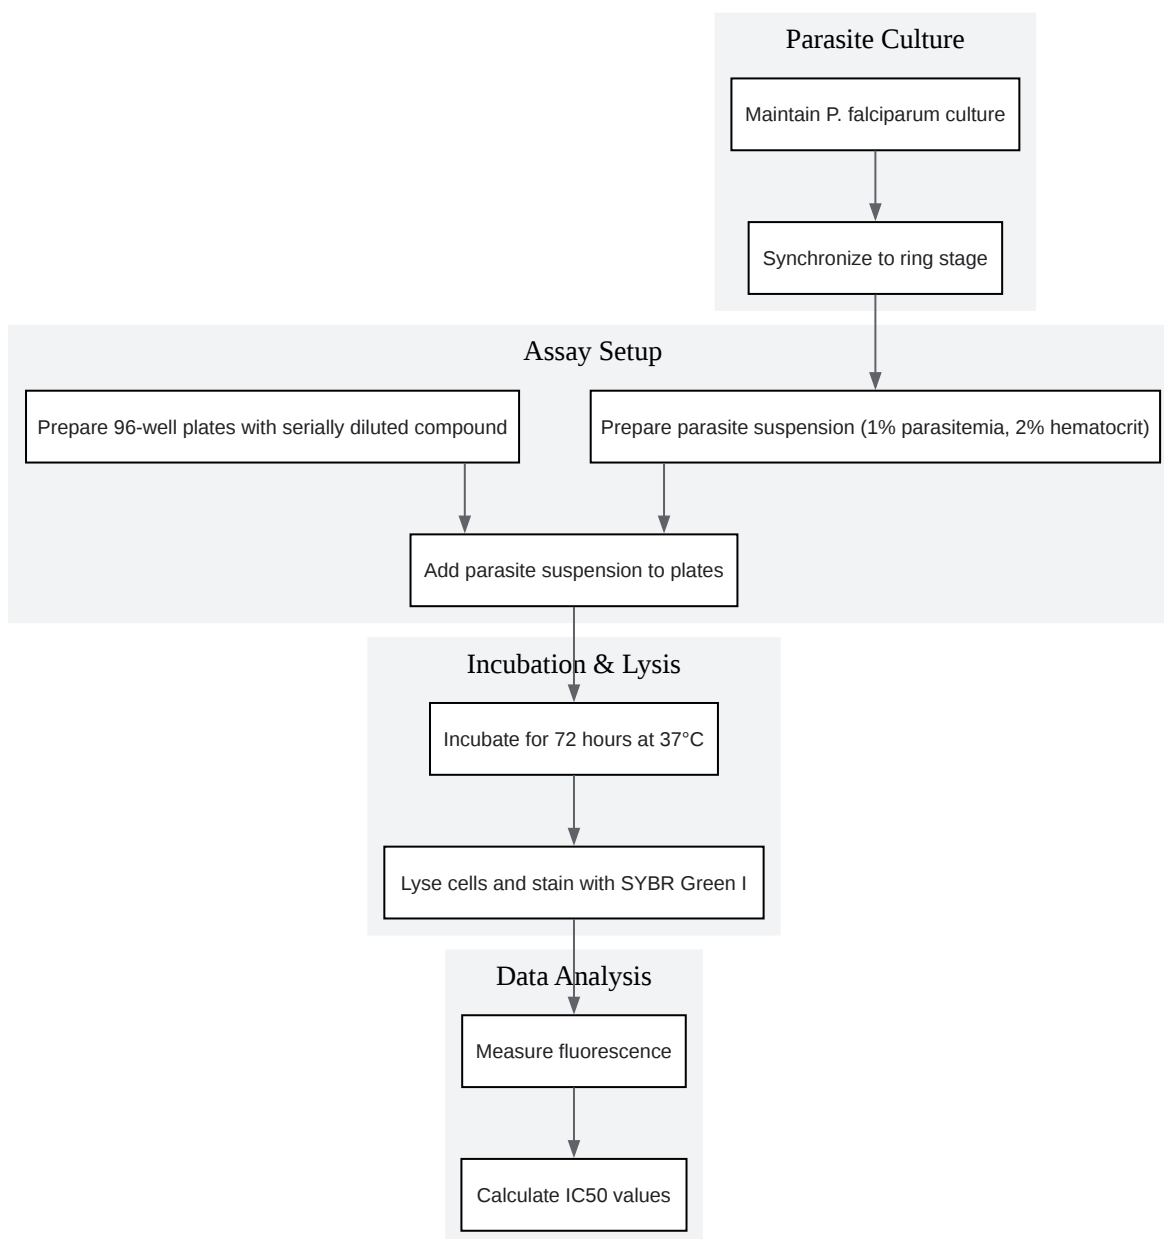 Parasite Culture
Maintain P. falciparum culture
Synchronize to ring stage
Assay Setup
Prepare 96-well plates with serially diluted compound
Prepare parasite suspension (1% parasitemia, 2% hematocrit)
Add parasite suspension to plates
Incubation & Lysis
Incubate for 72 hours at 37°C
Lyse cells and stain with SYBR Green I
Data Analysis
Measure fluorescence
Calculate IC50 values